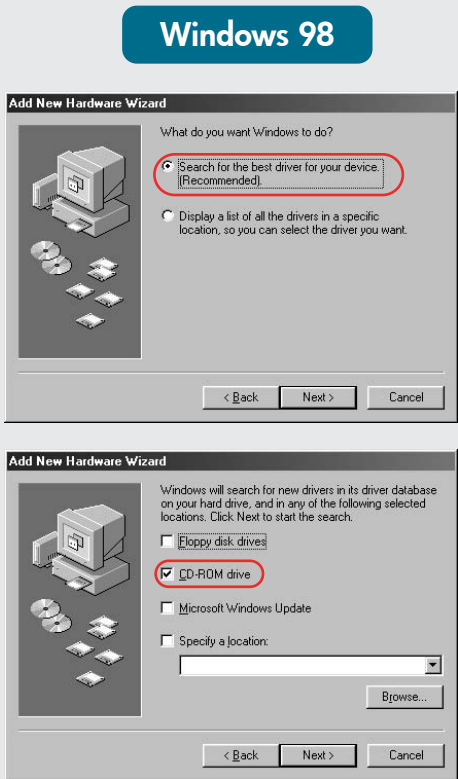 Windows 98
Add New Hardware Wizard
What do you want Windows to do?
Search for the best driver for your device.
(Recommended).
Display a list of all the drivers in a specific
location, so you can select the driver you want.
< Back
Next >
Cancel
Add New Hardware Wizard
Windows will search for new drivers in its driver database
on your hard drive, and in any of the following selected
locations. Click Next to start the search.
Floppy disk drives
CD-ROM drive
Microsoft Windows Update
Specify a location:
Browse...
< Back
Next >
Cancel